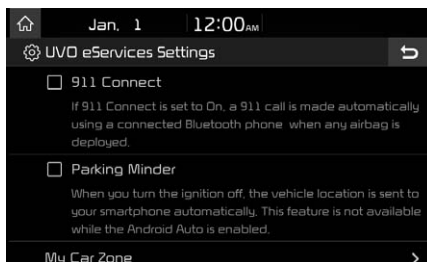 Jan. 1 12:00AM
UVO eServices Settings
911 Connect
If 911 Connect is set to On, a 911 call is made automatically
using a connected Bluetooth phone when any airbag is
deployed.
Parking Minder
When you turn the ignition off, the vehicle location is sent to
your smartphone automatically. This feature is not available
while the Android Auto is enabled.
My Car Zone